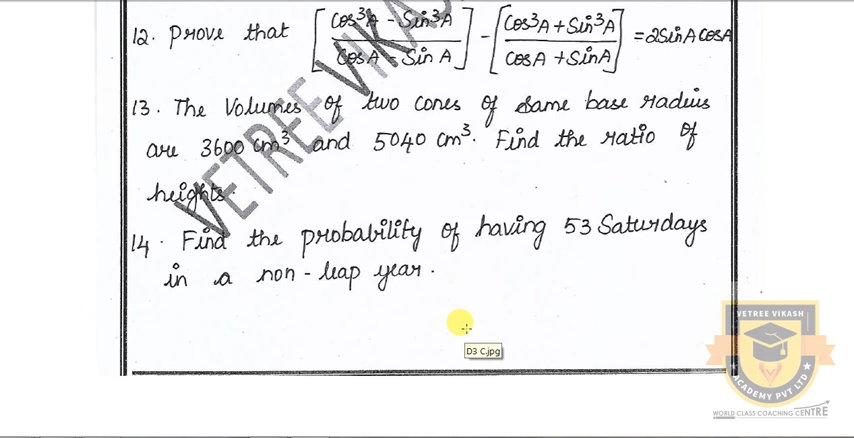 12. Prove that [Cos³A - Sin³A / CosA - Sin A] - [Cos³A + Sin³A / CosA + SinA] = 2SinA CosA
13. The Volumes of two cones of same base radius
are 3600 cm³ and 5040 cm³. Find the ratio of
heights.
14. Find the probability of having 53 Saturdays
in a non-leap year.
VETREE VIKAS
D3 C.jpg
VETREE VIKASH
ACADEMY PVT LTD
WORLD CLASS COACHING CENTRE